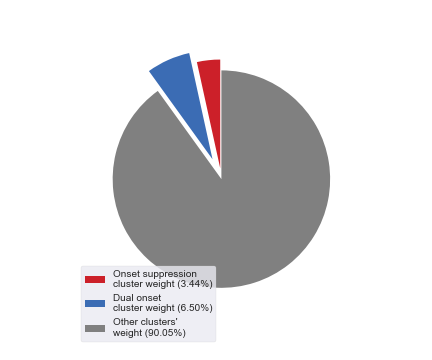 Onset suppression
cluster weight (3.44%)
Dual onset
cluster weight (6.50%)
Other clusters'
weight (90.05%)